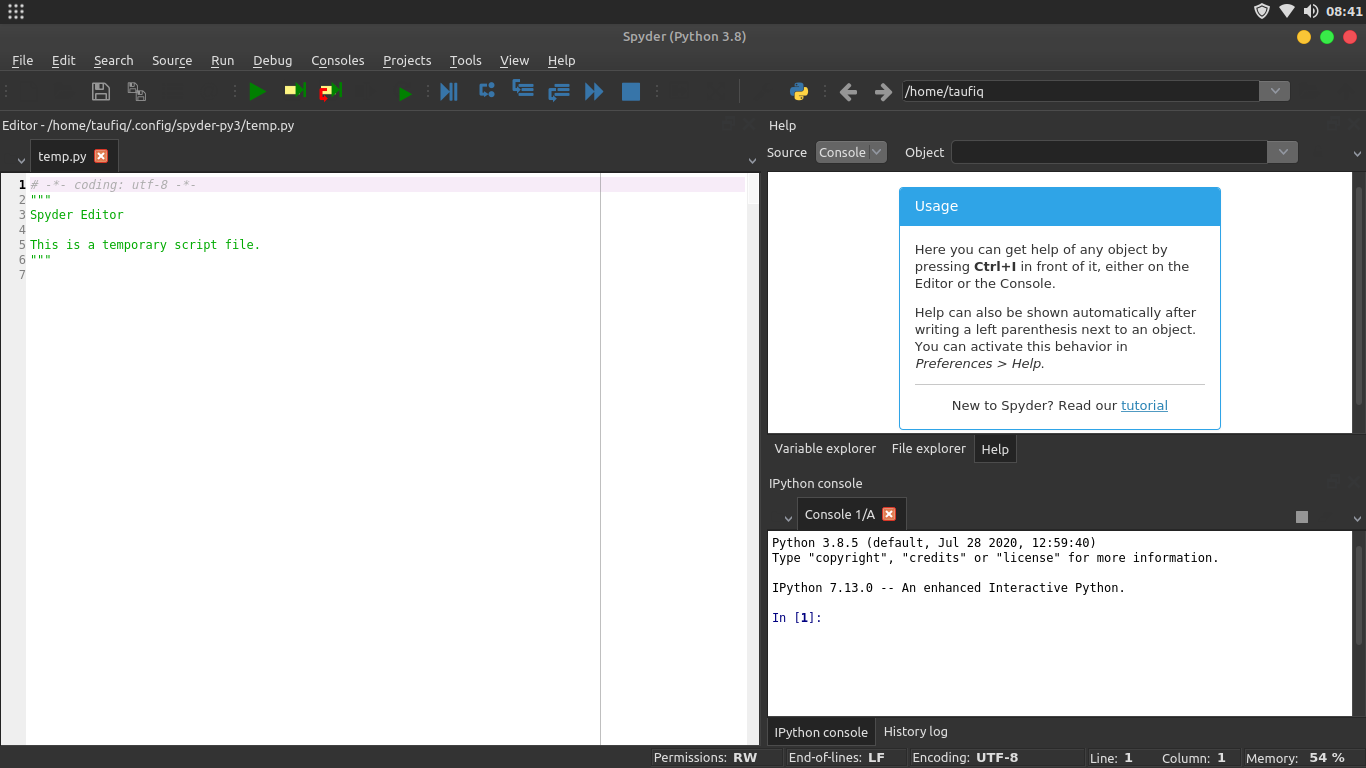 08:41
Spyder (Python 3.8)
File Edit Search Source Run Debug Consoles Projects Tools View Help
/home/taufiq
Editor - /home/taufiq/.config/spyder-py3/temp.py
temp.py
1 # -*- coding: utf-8 -*-
2 """
3 Spyder Editor
4
5 This is a temporary script file.
6 """
7
Help
Source Console Object
Usage
Here you can get help of any object by
pressing Ctrl+I in front of it, either on the
Editor or the Console.
Help can also be shown automatically after
writing a left parenthesis next to an object.
You can activate this behavior in
Preferences > Help.
New to Spyder? Read our tutorial
Variable explorer File explorer Help
IPython console
Console 1/A
Python 3.8.5 (default, Jul 28 2020, 12:59:40)
Type "copyright", "credits" or "license" for more information.
IPython 7.13.0 -- An enhanced Interactive Python.
In [1]:
IPython console History log
Permissions: RW End-of-lines: LF Encoding: UTF-8 Line: 1 Column: 1 Memory: 54 %